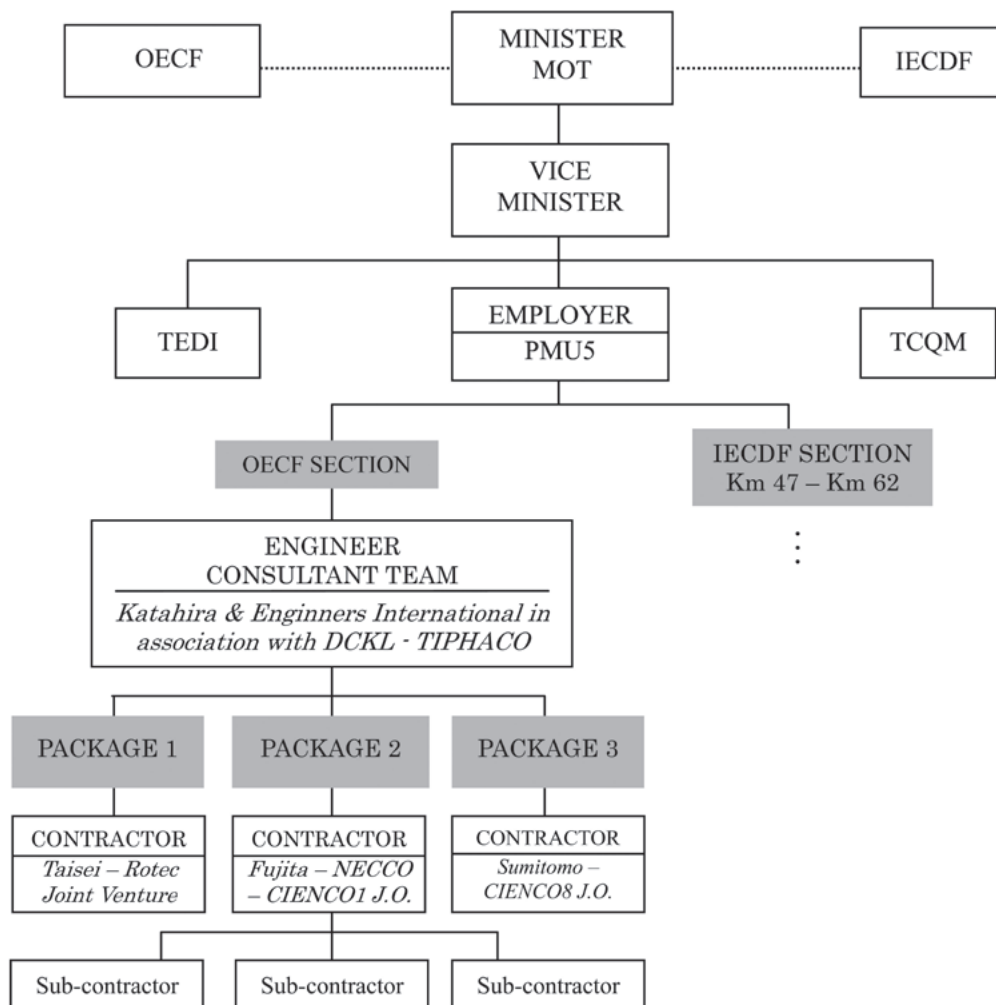 OECF
MINISTER
MOT
IECDF
VICE
MINISTER
TEDI
EMPLOYER
PMU5
TCQM
OECF SECTION
IECDF SECTION
Km 47 – Km 62
ENGINEER
CONSULTANT TEAM
Katahira & Enginners International in
association with DCKL - TIPHACO
PACKAGE 1
PACKAGE 2
PACKAGE 3
CONTRACTOR
Taisei – Rotec
Joint Venture
CONTRACTOR
Fujita – NECCO
– CIENCO1 J.O.
CONTRACTOR
Sumitomo –
CIENCO8 J.O.
Sub-contractor
Sub-contractor
Sub-contractor